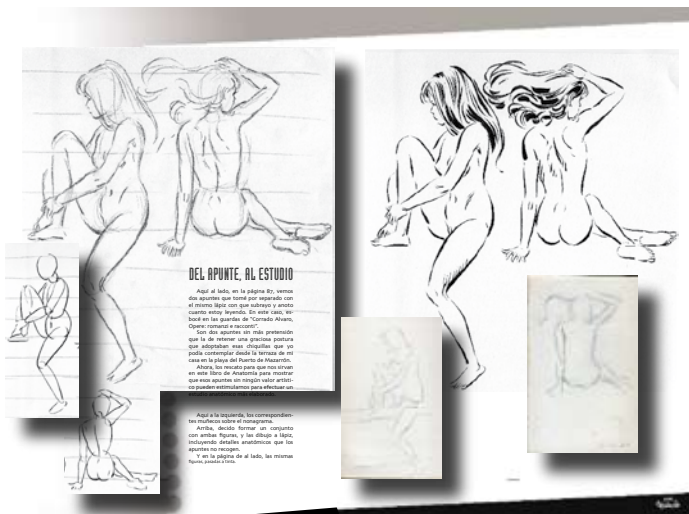 DEL APUNTE, AL ESTUDIO
Aquí al lado, en la página 87, vemos
dos apuntes que tomé por separado con
el mismo lápiz con que subrayo y anoto
cuanto estoy leyendo. En este caso, es-
bocé en las guardas de "Corrado Alvaro,
Opere: romanzi e racconti".
Son dos apuntes sin más pretensión
que la de retener una graciosa postura
que adoptaban esas chiquillas que yo
podía contemplar desde la terraza de mi
casa en la playa del Puerto de Mazarrón.
Ahora, los rescato para que nos sirvan
en este libro de Anatomía para mostrar
que esos apuntes sin ningún valor artísti-
co pueden estimularnos para efectuar un
estudio anatómico más elaborado.
Aquí a la izquierda, los correspondien-
tes muñecos sobre el nonagrama.
Arriba, decido formar un conjunto
con ambas figuras, y las dibujo a lápiz,
incluyendo detalles anatómicos que los
apuntes no recogen.
Y en la página de al lado, las mismas
figuras, pasadas a tinta.